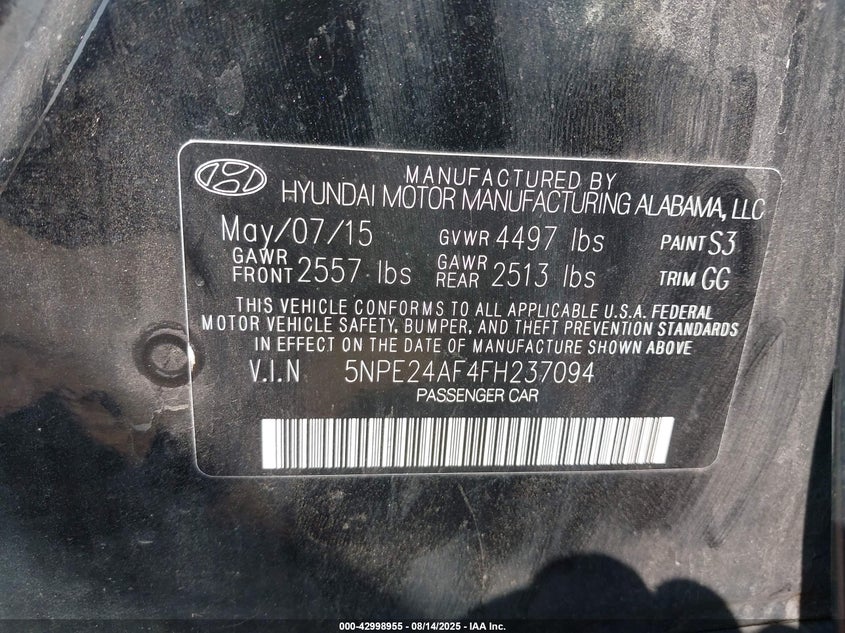 MANUFACTURED BY
HYUNDAI MOTOR MANUFACTURING ALABAMA, LLC
May/07/15 GVWR 4497 lbs PAINT S3
GAWR FRONT 2557 lbs GAWR REAR 2513 lbs TRIM GG
THIS VEHICLE CONFORMS TO ALL APPLICABLE U.S.A. FEDERAL
MOTOR VEHICLE SAFETY, BUMPER, AND THEFT PREVENTION STANDARDS
IN EFFECT ON THE DATE OF MANUFACTURE SHOWN ABOVE
V.I.N 5NPE24AF4FH237094
PASSENGER CAR
000-42998955 - 08/14/2025 - IAA Inc.